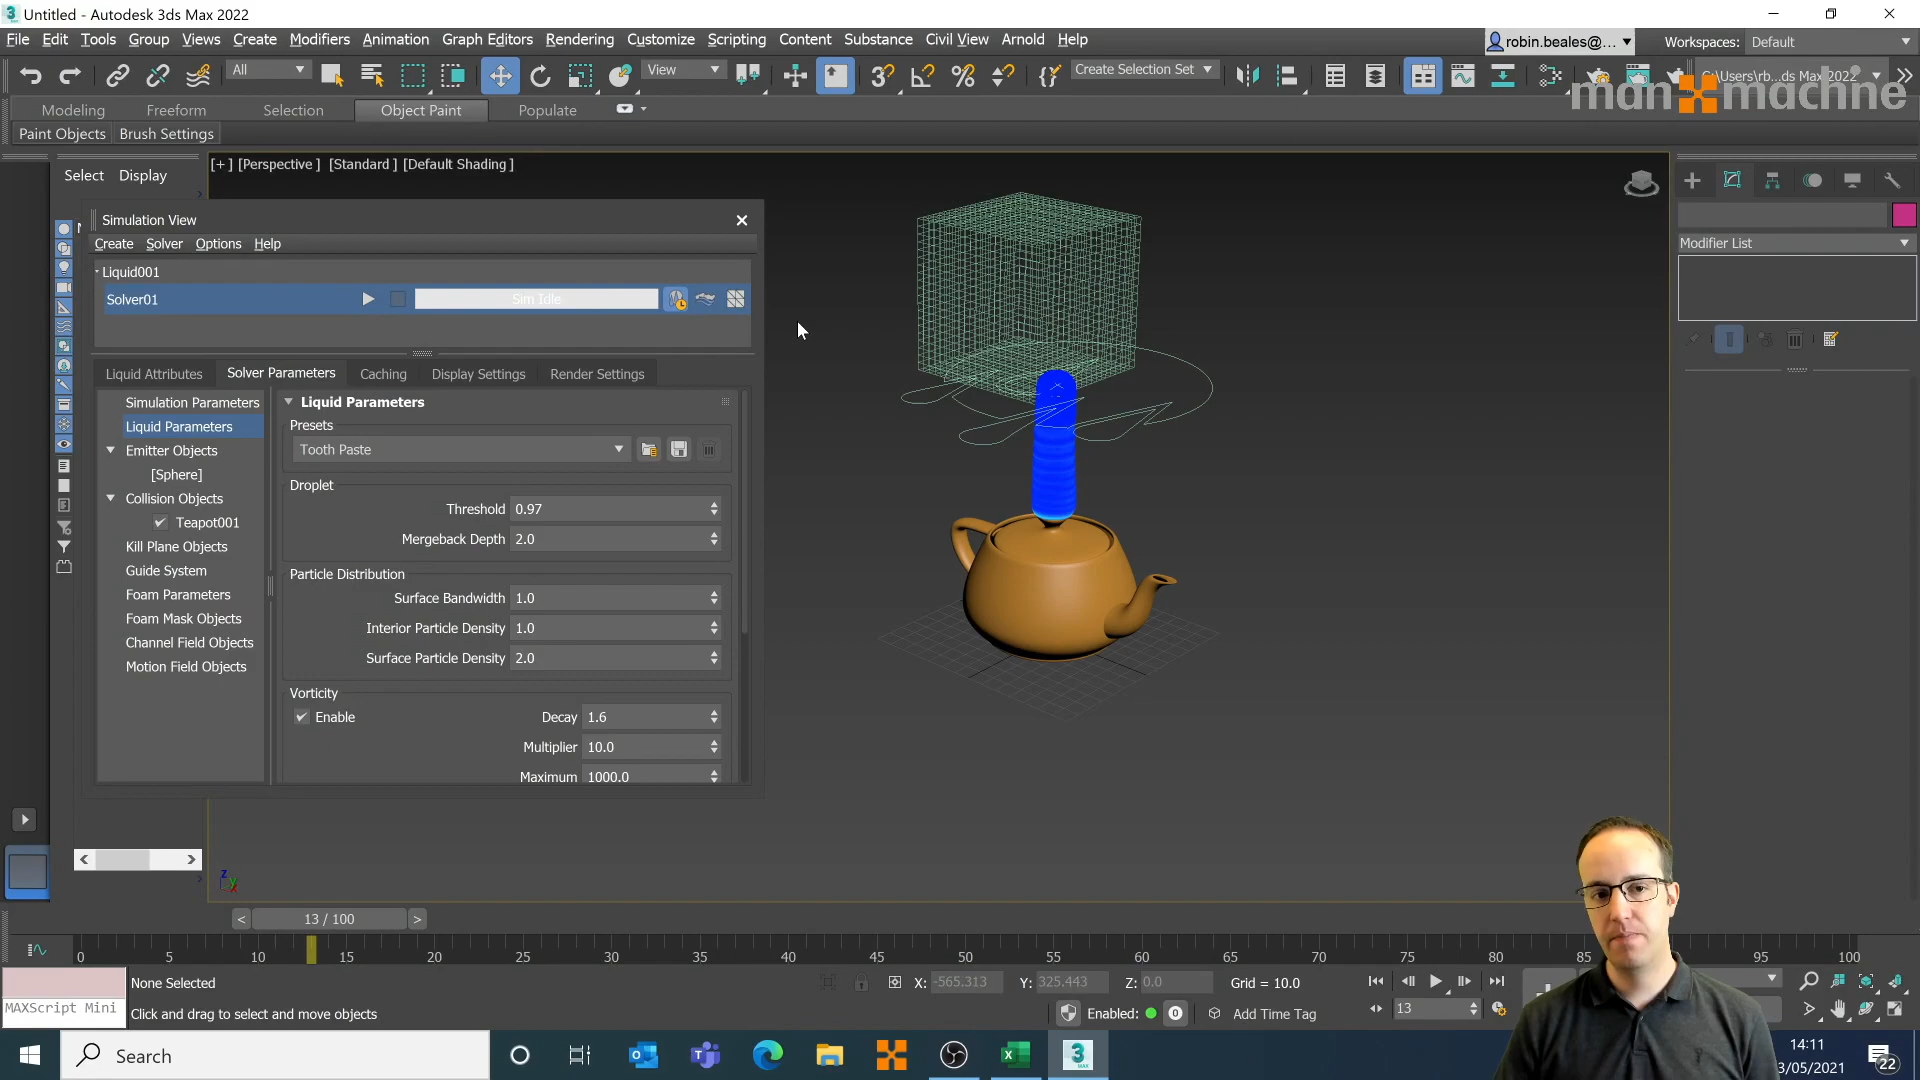 Untitled - Autodesk 3ds Max 2022
File Edit Tools Group Views Create Modifiers Animation Graph Editors Rendering Customize Scripting Content Substance Civil View Arnold Help
robin.beales@... Workspaces: Default
All View Create Selection Set C:\Users\rb...ds Max 2022
man machine
Modeling Freeform Selection Object Paint Populate
Paint Objects Brush Settings
[+] [Perspective] [Standard] [Default Shading]
Select Display
Simulation View
Create Solver Options Help
Modifier List
Liquid001
Solver01 Sim Idle
Liquid Attributes Solver Parameters Caching Display Settings Render Settings
Simulation Parameters
Liquid Parameters
Emitter Objects
[Sphere]
Collision Objects
Teapot001
Kill Plane Objects
Guide System
Foam Parameters
Foam Mask Objects
Channel Field Objects
Motion Field Objects
Liquid Parameters
Presets
Tooth Paste
Droplet
Threshold 0.97
Mergeback Depth 2.0
Particle Distribution
Surface Bandwidth 1.0
Interior Particle Density 1.0
Surface Particle Density 2.0
Vorticity
Enable Decay 1.6
Multiplier 10.0
Maximum 1000.0
z y x
< 13 / 100 >
0 5 10 15 20 25 30 35 40 45 50 55 60 65 70 75 80 85 95 100
None Selected X: -565.313 Y: 325.443 Z: 0.0 Grid = 10.0
MAXScript Mini
Click and drag to select and move objects Enabled: 0 Add Time Tag 13
Search
14:11
3/05/2021
22